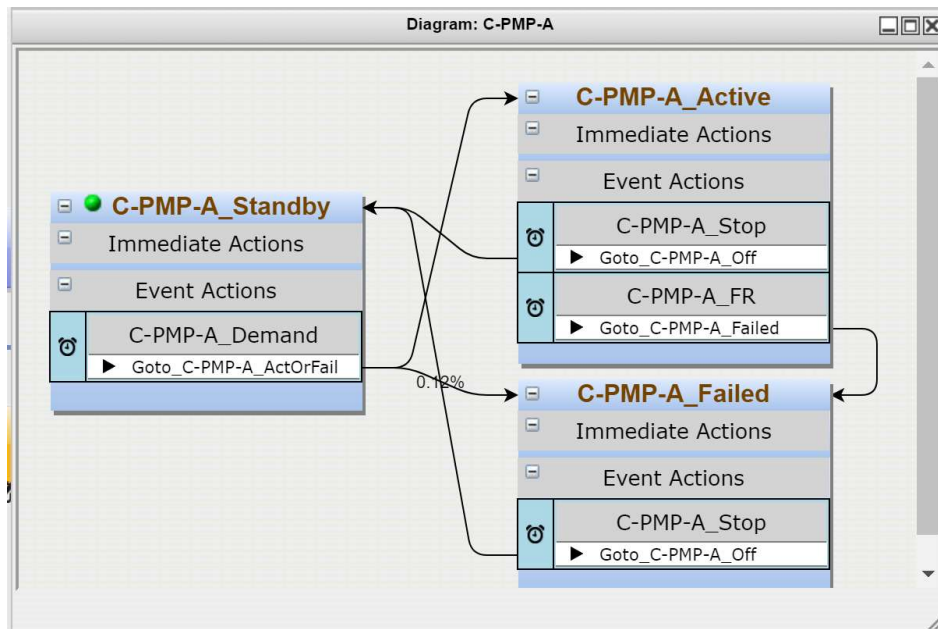 Diagram: C-PMP-A
C-PMP-A_Standby
Immediate Actions
Event Actions
C-PMP-A_Demand
Goto_C-PMP-A_ActOrFail
0.12%
C-PMP-A_Active
Immediate Actions
Event Actions
C-PMP-A_Stop
Goto_C-PMP-A_Off
C-PMP-A_FR
Goto_C-PMP-A_Failed
C-PMP-A_Failed
Immediate Actions
Event Actions
C-PMP-A_Stop
Goto_C-PMP-A_Off